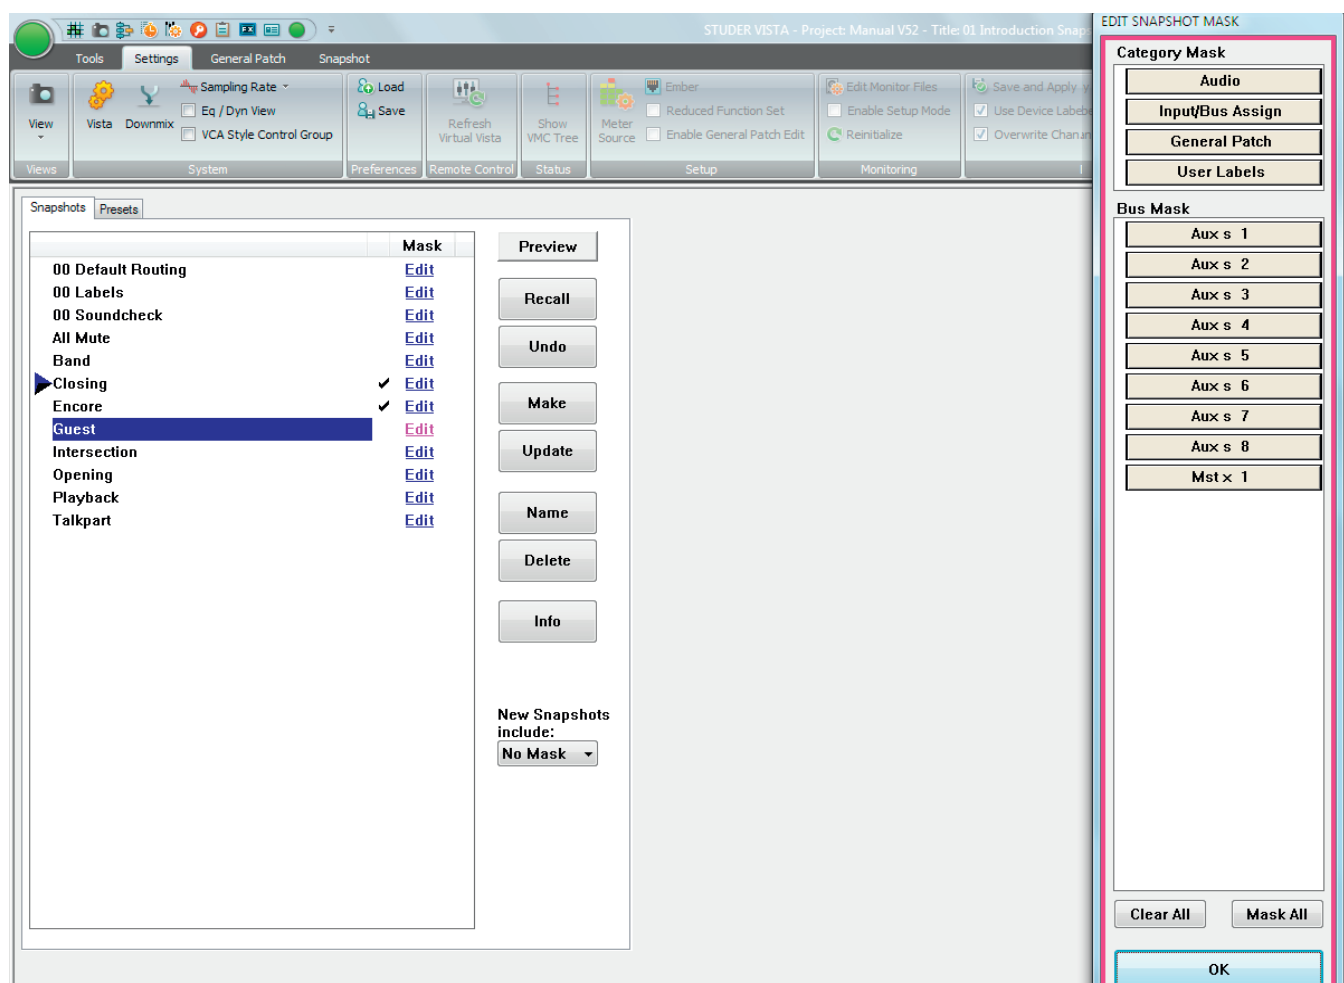 STUDER VISTA - Project: Manual V52 - Title: 01 Introduction Snaps
Tools Settings General Patch Snapshot
View
Vista
Downmix
Sampling Rate
Eq / Dyn View
VCA Style Control Group
Load
Save
Refresh
Virtual Vista
Show
VMC Tree
Meter
Source
Ember
Reduced Function Set
Enable General Patch Edit
Edit Monitor Files
Enable Setup Mode
Reinitialize
Save and Apply
Use Device Labe
Overwrite Chan
Views System Preferences Remote Control Status Setup Monitoring
Snapshots Presets
Mask
00 Default Routing Edit
00 Labels Edit
00 Soundcheck Edit
All Mute Edit
Band Edit
Closing ✓ Edit
Encore ✓ Edit
Guest Edit
Intersection Edit
Opening Edit
Playback Edit
Talkpart Edit
Preview
Recall
Undo
Make
Update
Name
Delete
Info
New Snapshots
include:
No Mask
EDIT SNAPSHOT MASK
Category Mask
Audio
Input/Bus Assign
General Patch
User Labels
Bus Mask
Aux s 1
Aux s 2
Aux s 3
Aux s 4
Aux s 5
Aux s 6
Aux s 7
Aux s 8
Mst x 1
Clear All Mask All
OK